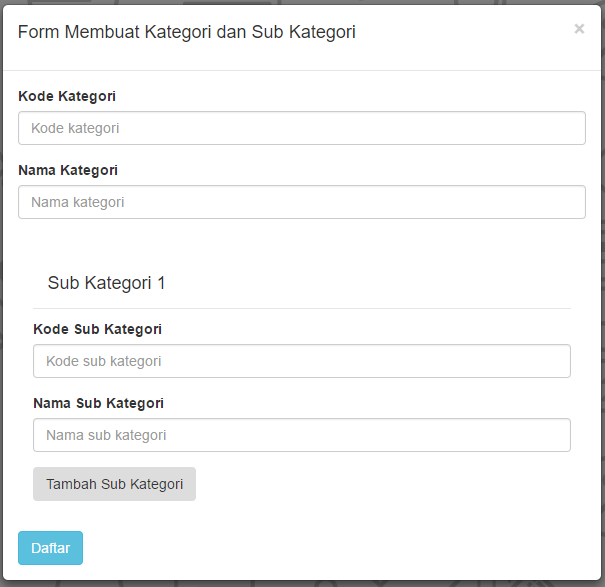 Form Membuat Kategori dan Sub Kategori ×
Kode Kategori
Kode kategori
Nama Kategori
Nama kategori
Sub Kategori 1
Kode Sub Kategori
Kode sub kategori
Nama Sub Kategori
Nama sub kategori
Tambah Sub Kategori
Daftar